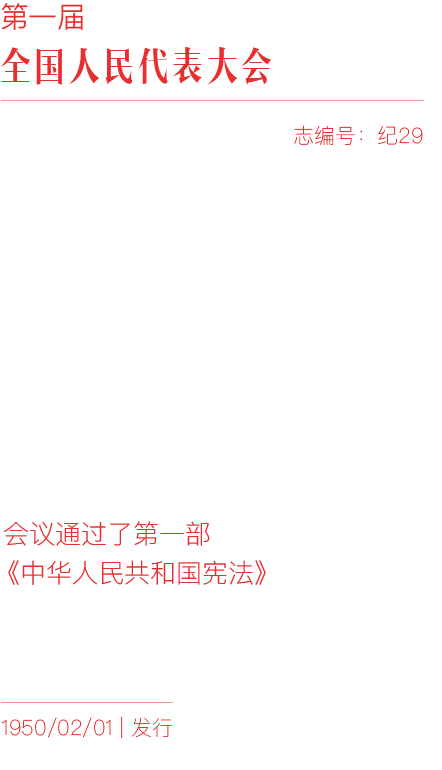 第一届
全国人民代表大会
志编号：纪29
会议通过了第一部
《中华人民共和国宪法》
1950/02/01 | 发行